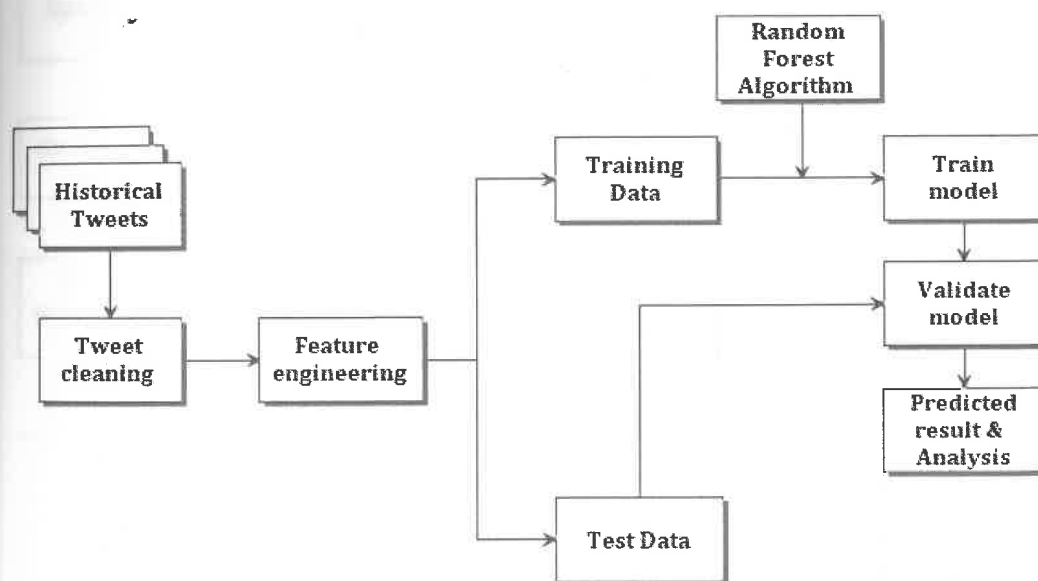 Random
Forest
Algorithm
Historical
Tweets
Training
Data
Train
model
Tweet
cleaning
Feature
engineering
Validate
model
Predicted
result &
Analysis
Test Data